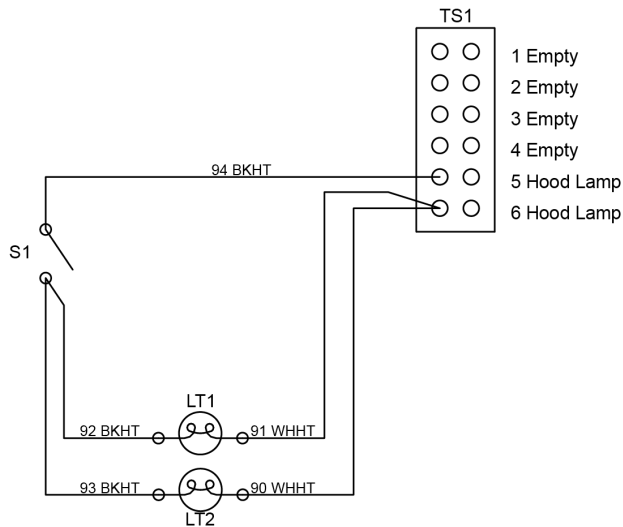 TS1
1 Empty
2 Empty
3 Empty
4 Empty
94 BKHT
5 Hood Lamp
6 Hood Lamp
S1
LT1
92 BKHT
91 WHHT
93 BKHT
90 WHHT
LT2